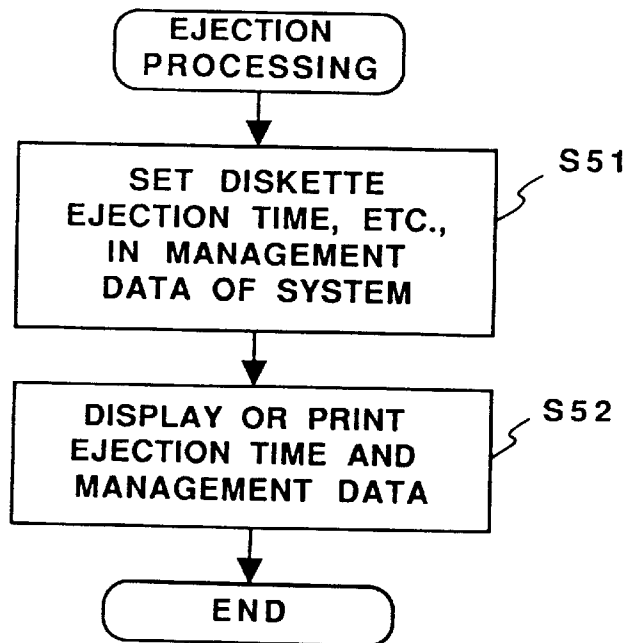 EJECTION
PROCESSING
SET DISKETTE
EJECTION TIME, ETC.,
IN MANAGEMENT
DATA OF SYSTEM
S51
DISPLAY OR PRINT
EJECTION TIME AND
MANAGEMENT DATA
S52
END